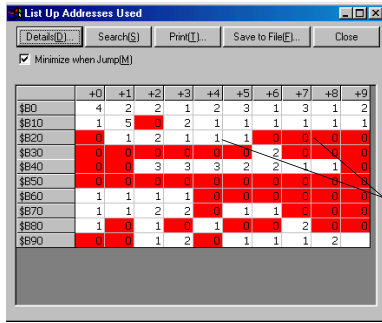 List Up Addresses Used
Details(D)... Search(S) Print(T)... Save to File(F)... Close
Minimize when Jump(M)
+0 +1 +2 +3 +4 +5 +6 +7 +8 +9
$B0 4 2 2 1 2 3 1 3 1 2
$B10 1 5 0 2 1 1 1 1 1 1
$B20 0 1 2 1 1 1 0 0 0 0
$B30 0 0 0 0 0 0 2 0 0 0
$B40 0 0 3 3 3 2 2 1 1 0
$B50 0 0 0 0 0 0 0 0 0 0
$B60 1 1 1 1 0 0 0 0 0 0
$B70 1 1 2 2 0 1 1 0 0 0
$B80 1 0 1 0 1 0 0 2 0 0
$B90 0 0 1 2 0 1 1 1 2